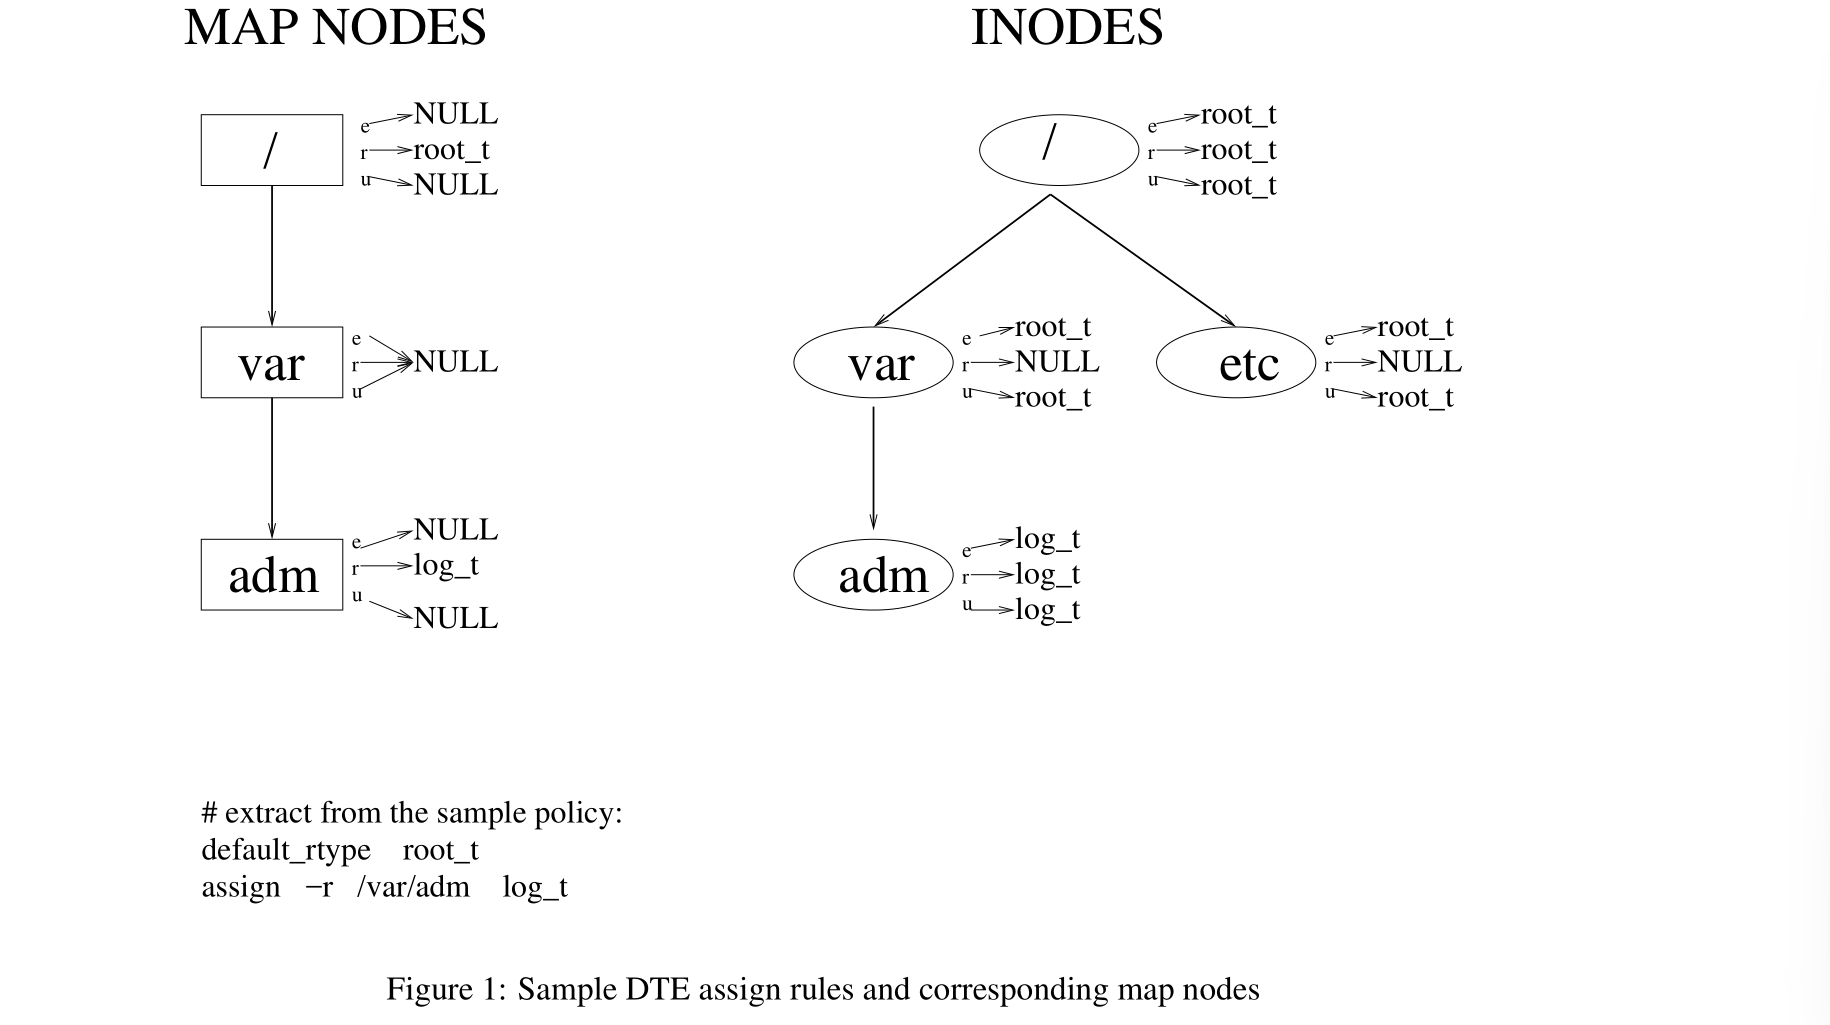 MAP NODES
INODES
/
e
NULL
r
root_t
u
NULL
/
e
root_t
r
root_t
u
root_t
var
e
r
NULL
u
var
e
root_t
r
NULL
u
root_t
etc
e
root_t
r
NULL
u
root_t
adm
e
NULL
r
log_t
u
NULL
adm
e
log_t
r
log_t
u
log_t
# extract from the sample policy:
default_rtype root_t
assign −r /var/adm log_t
Figure 1: Sample DTE assign rules and corresponding map nodes